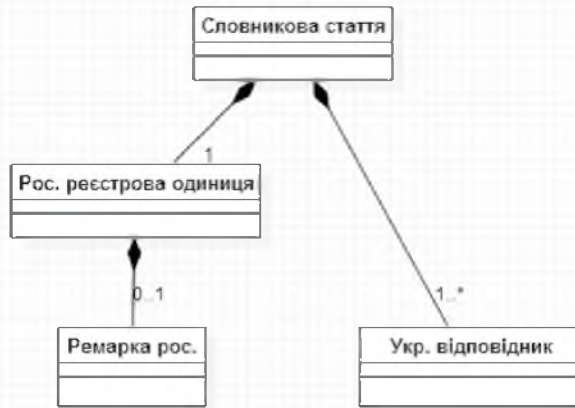 Словникова стаття
1
Рос. реєстрова одиниця
0..1
1..*
Ремарка рос.
Укр. відповідник